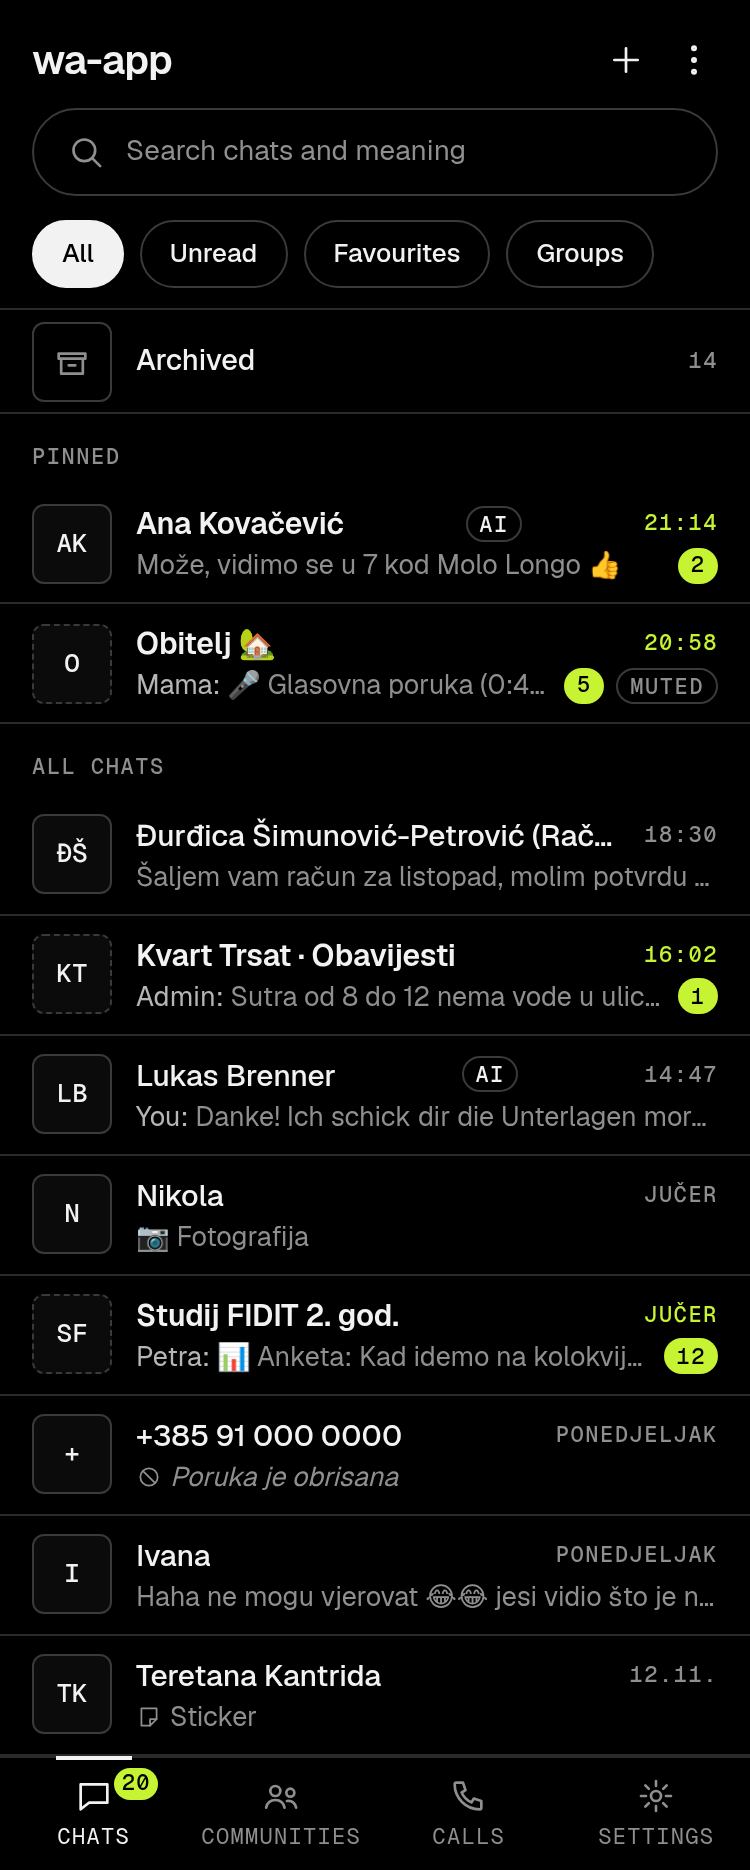 wa-app
Search chats and meaning
All Unread Favourites Groups
Archived 14
PINNED
AK Ana Kovačević AI 21:14
Može, vidimo se u 7 kod Molo Longo 👍 2
O Obitelj 🏡 20:58
Mama: 🎤 Glasovna poruka (0:4… 5 MUTED
ALL CHATS
ĐŠ Đurđica Šimunović-Petrović (Rač… 18:30
Šaljem vam račun za listopad, molim potvrdu …
KT Kvart Trsat · Obavijesti 16:02
Admin: Sutra od 8 do 12 nema vode u ulic… 1
LB Lukas Brenner AI 14:47
You: Danke! Ich schick dir die Unterlagen mor…
N Nikola JUČER
📷 Fotografija
SF Studij FIDIT 2. god. JUČER
Petra: 📊 Anketa: Kad idemo na kolokvij… 12
+ +385 91 000 0000 PONEDJELJAK
Poruka je obrisana
I Ivana PONEDJELJAK
Haha ne mogu vjerovat 😂😂 jesi vidio što je n…
TK Teretana Kantrida 12.11.
Sticker
20
CHATS COMMUNITIES CALLS SETTINGS